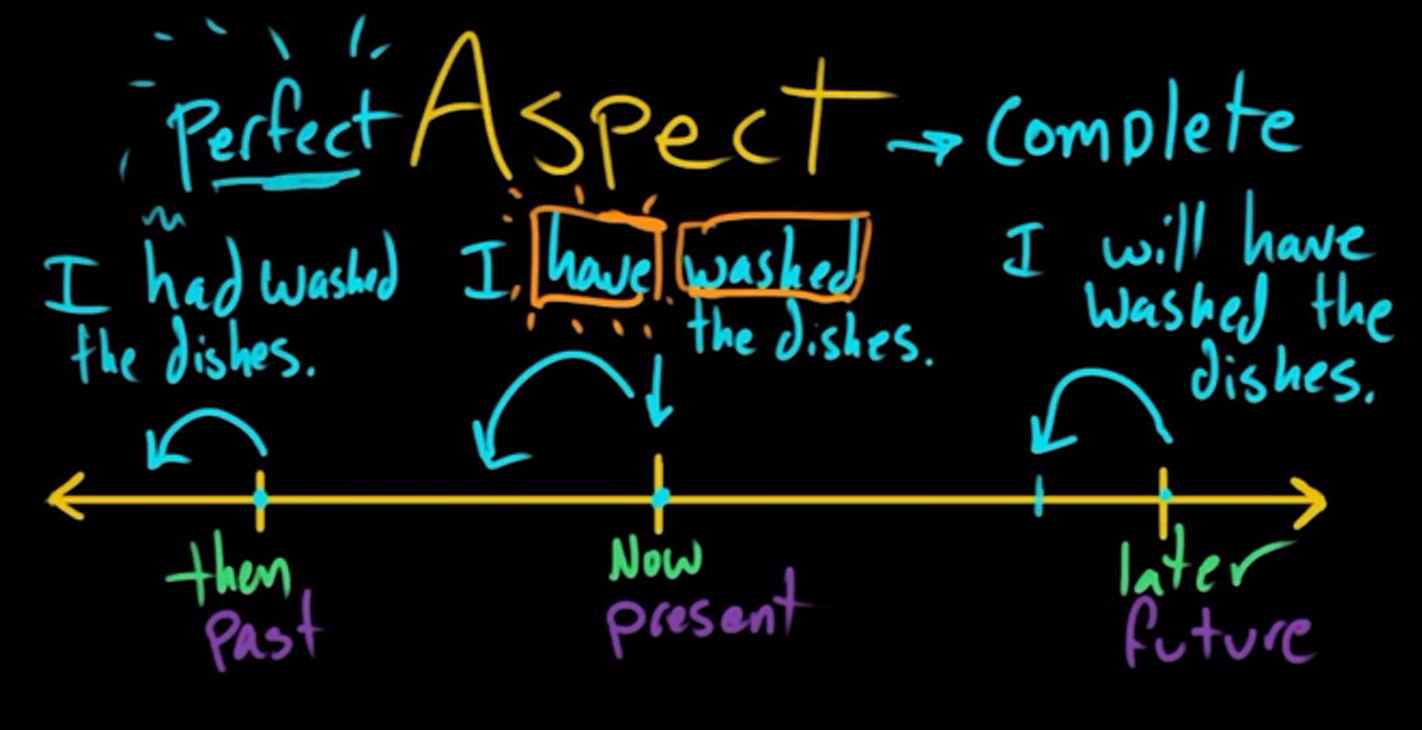 perfect Aspect → Complete
I had washed
the dishes.
I have washed
the dishes.
I will have
washed the
dishes.
then
past
Now
present
later
future